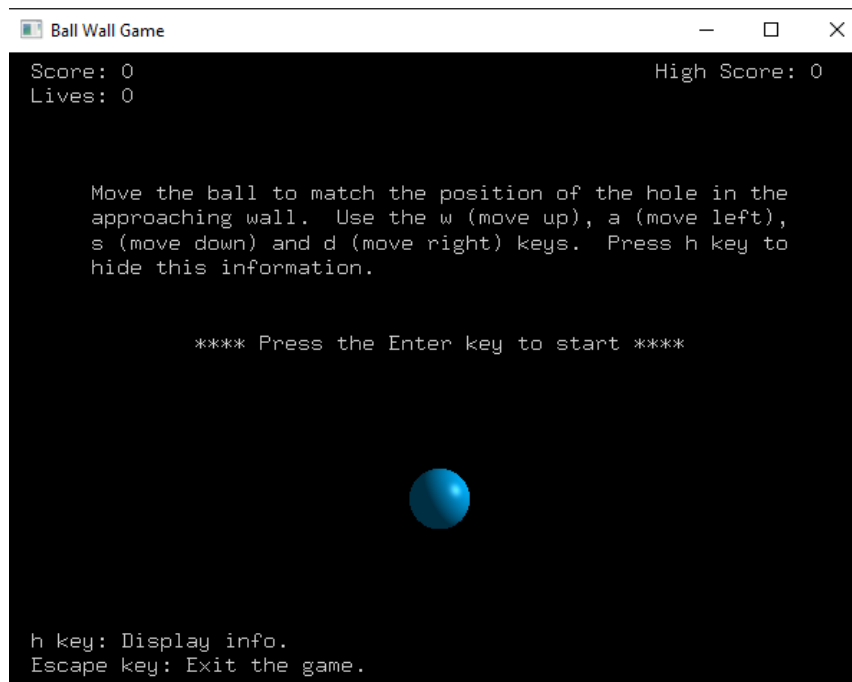 Ball Wall Game
Score: 0
High Score: 0
Lives: 0
Move the ball to match the position of the hole in the
approaching wall.  Use the w (move up), a (move left),
s (move down) and d (move right) keys.  Press h key to
hide this information.
**** Press the Enter key to start ****
h key: Display info.
Escape key: Exit the game.